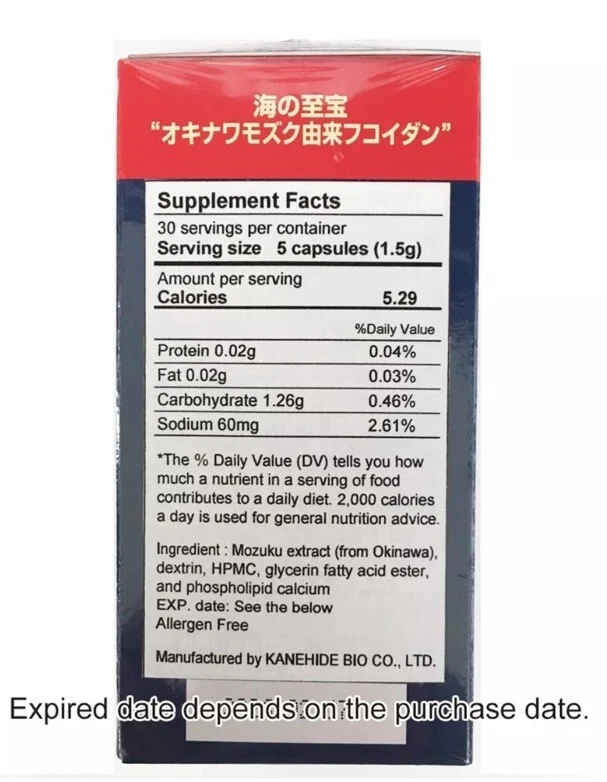 海の至宝
“オキナワモズク由来フコイダン”
Supplement Facts
30 servings per container
Serving size 5 capsules (1.5g)
Amount per serving
Calories 5.29
%Daily Value
Protein 0.02g 0.04%
Fat 0.02g 0.03%
Carbohydrate 1.26g 0.46%
Sodium 60mg 2.61%
*The % Daily Value (DV) tells you how
much a nutrient in a serving of food
contributes to a daily diet. 2,000 calories
a day is used for general nutrition advice.
Ingredient : Mozuku extract (from Okinawa),
dextrin, HPMC, glycerin fatty acid ester,
and phospholipid calcium
EXP. date: See the below
Allergen Free
Manufactured by KANEHIDE BIO CO., LTD.
Expired date depends on the purchase date.